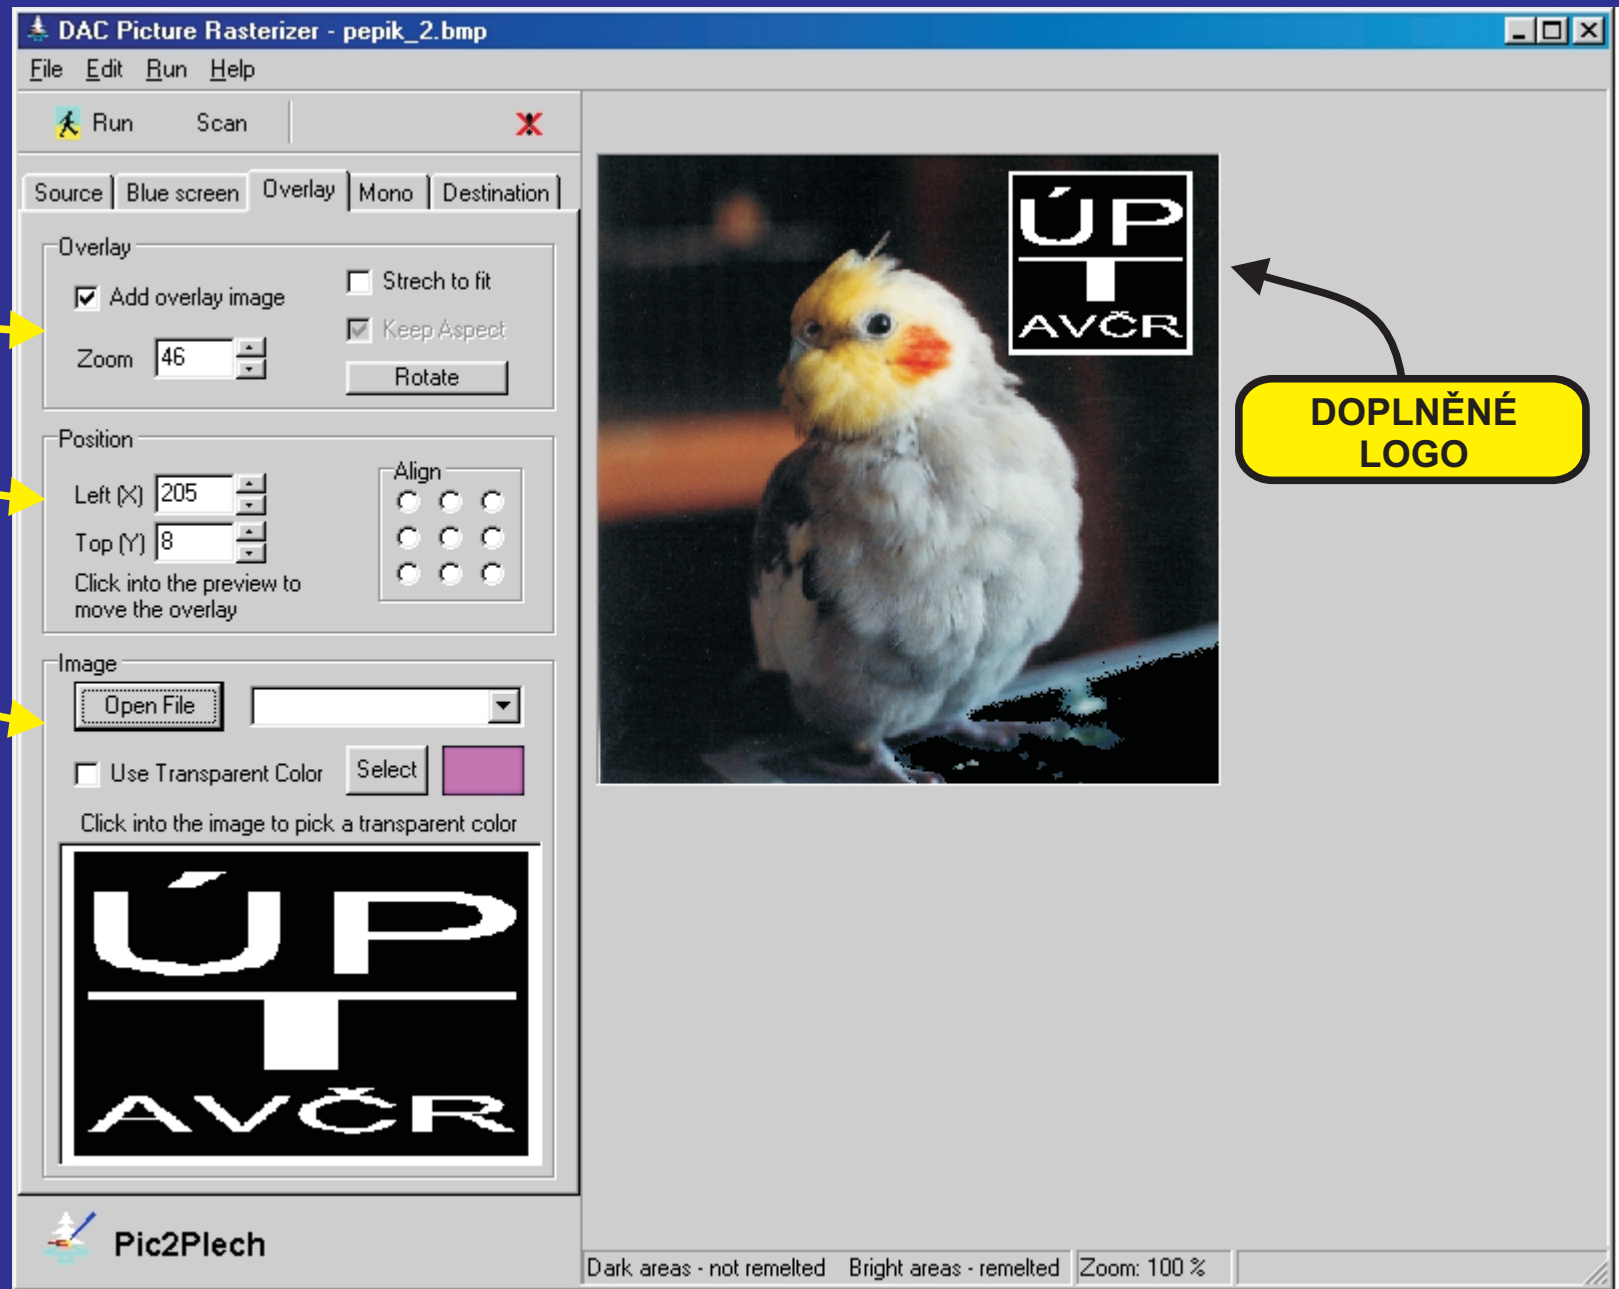 DAC Picture Rasterizer - pepik_2.bmp
File Edit Run Help
Run Scan
Source Blue screen Overlay Mono Destination
Overlay
Add overlay image
Strech to fit
Keep Aspect
Zoom 46
Rotate
Position
Left (X) 205
Top (Y) 8
Click into the preview to
move the overlay
Align
Image
Open File
Use Transparent Color Select
Click into the image to pick a transparent color
ÚP
T
AVČR
Pic2Plech
ÚP
T
AVČR
DOPLNĚNÉ
LOGO
Dark areas - not remelted Bright areas - remelted Zoom: 100 %